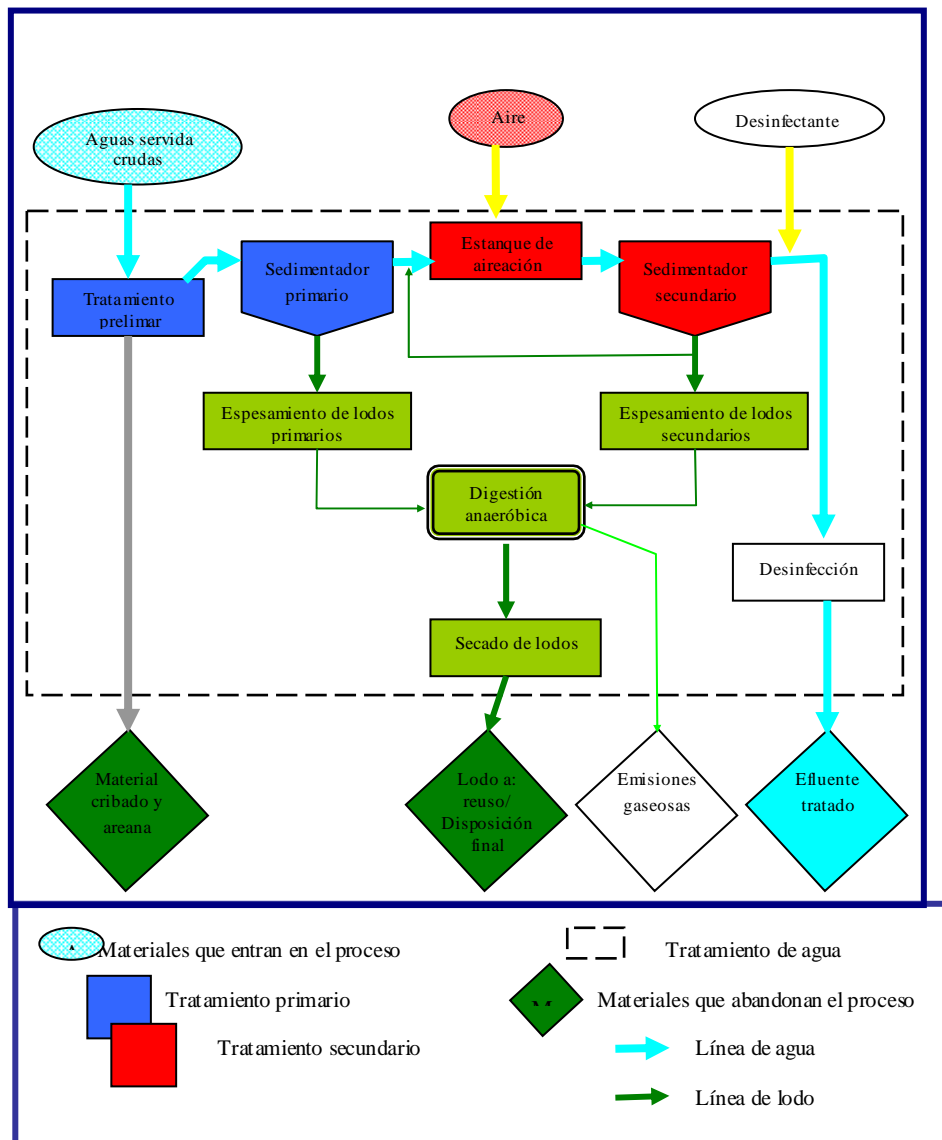 Aguas servida
crudas
Aire
Desinfectante
Tratamiento
prelimar
Sedimentador
primario
Estanque de
aireación
Sedimentador
secundario
Espesamiento de lodos
primarios
Espesamiento de lodos
secundarios
Digestión
anaeróbica
Desinfección
Secado de lodos
Material
cribado y
areana
Lodo a:
reuso/
Disposición
final
Emisiones
gaseosas
Efluente
tratado
Materiales que entran en el proceso
Tratamiento de agua
Tratamiento primario
Materiales que abandonan el proceso
Tratamiento secundario
Línea de agua
Línea de lodo